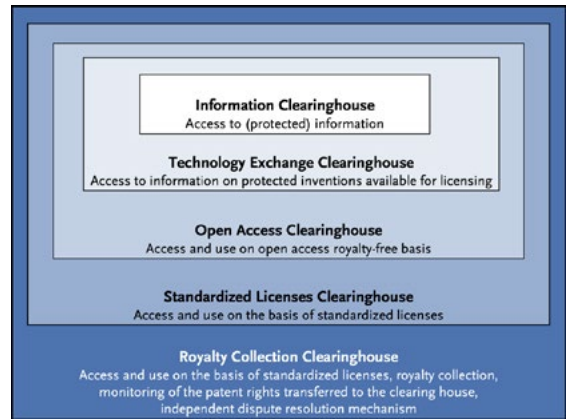 Information Clearinghouse
Access to (protected) information
Technology Exchange Clearinghouse
Access to information on protected inventions available for licensing
Open Access Clearinghouse
Access and use on open access royalty-free basis
Standardized Licenses Clearinghouse
Access and use on the basis of standardized licenses
Royalty Collection Clearinghouse
Access and use on the basis of standardized licenses, royalty collection,
monitoring of the patent rights transferred to the clearing house,
independent dispute resolution mechanism